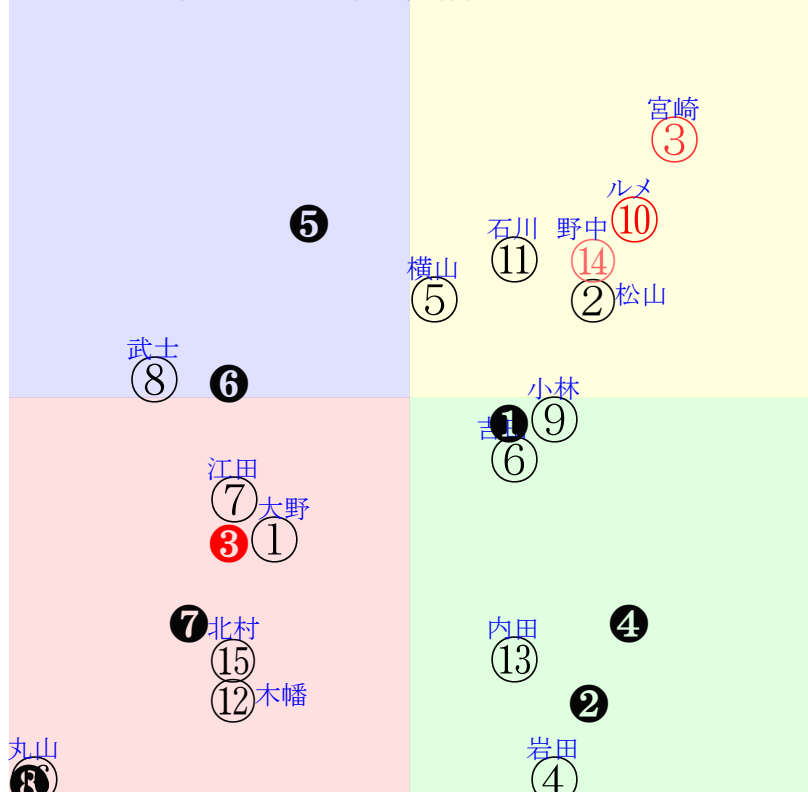 宮崎
③
ルメ
⑩
❺
石川
⑪
野中
⑭
横山
⑤
②
松山
武士
⑧
❻
小林
⑨
❶
⑥
江田
⑦
大野
①
❸
❼
北村
⑮
内田
⑬
❹
⑫
木幡
❷
丸山
❽
岩田
④